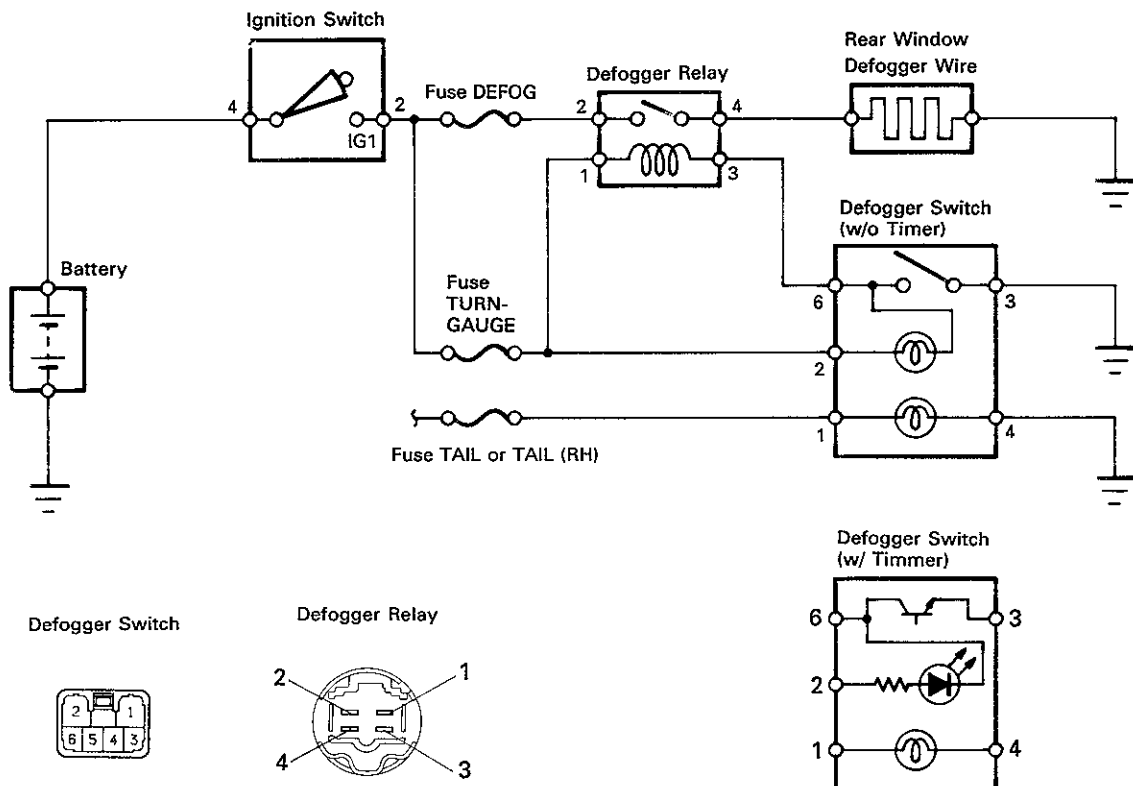 Ignition Switch
4
2
IG1
Fuse DEFOG
Defogger Relay
2
4
1
3
Rear Window
Defogger Wire
Battery
Fuse
TURN-
GAUGE
Defogger Switch
(w/o Timer)
6
3
2
1
4
Fuse TAIL or TAIL (RH)
Defogger Switch
(w/ Timmer)
6
3
2
1
4
Defogger Switch
2
1
6 5 4 3
Defogger Relay
2
1
4
3